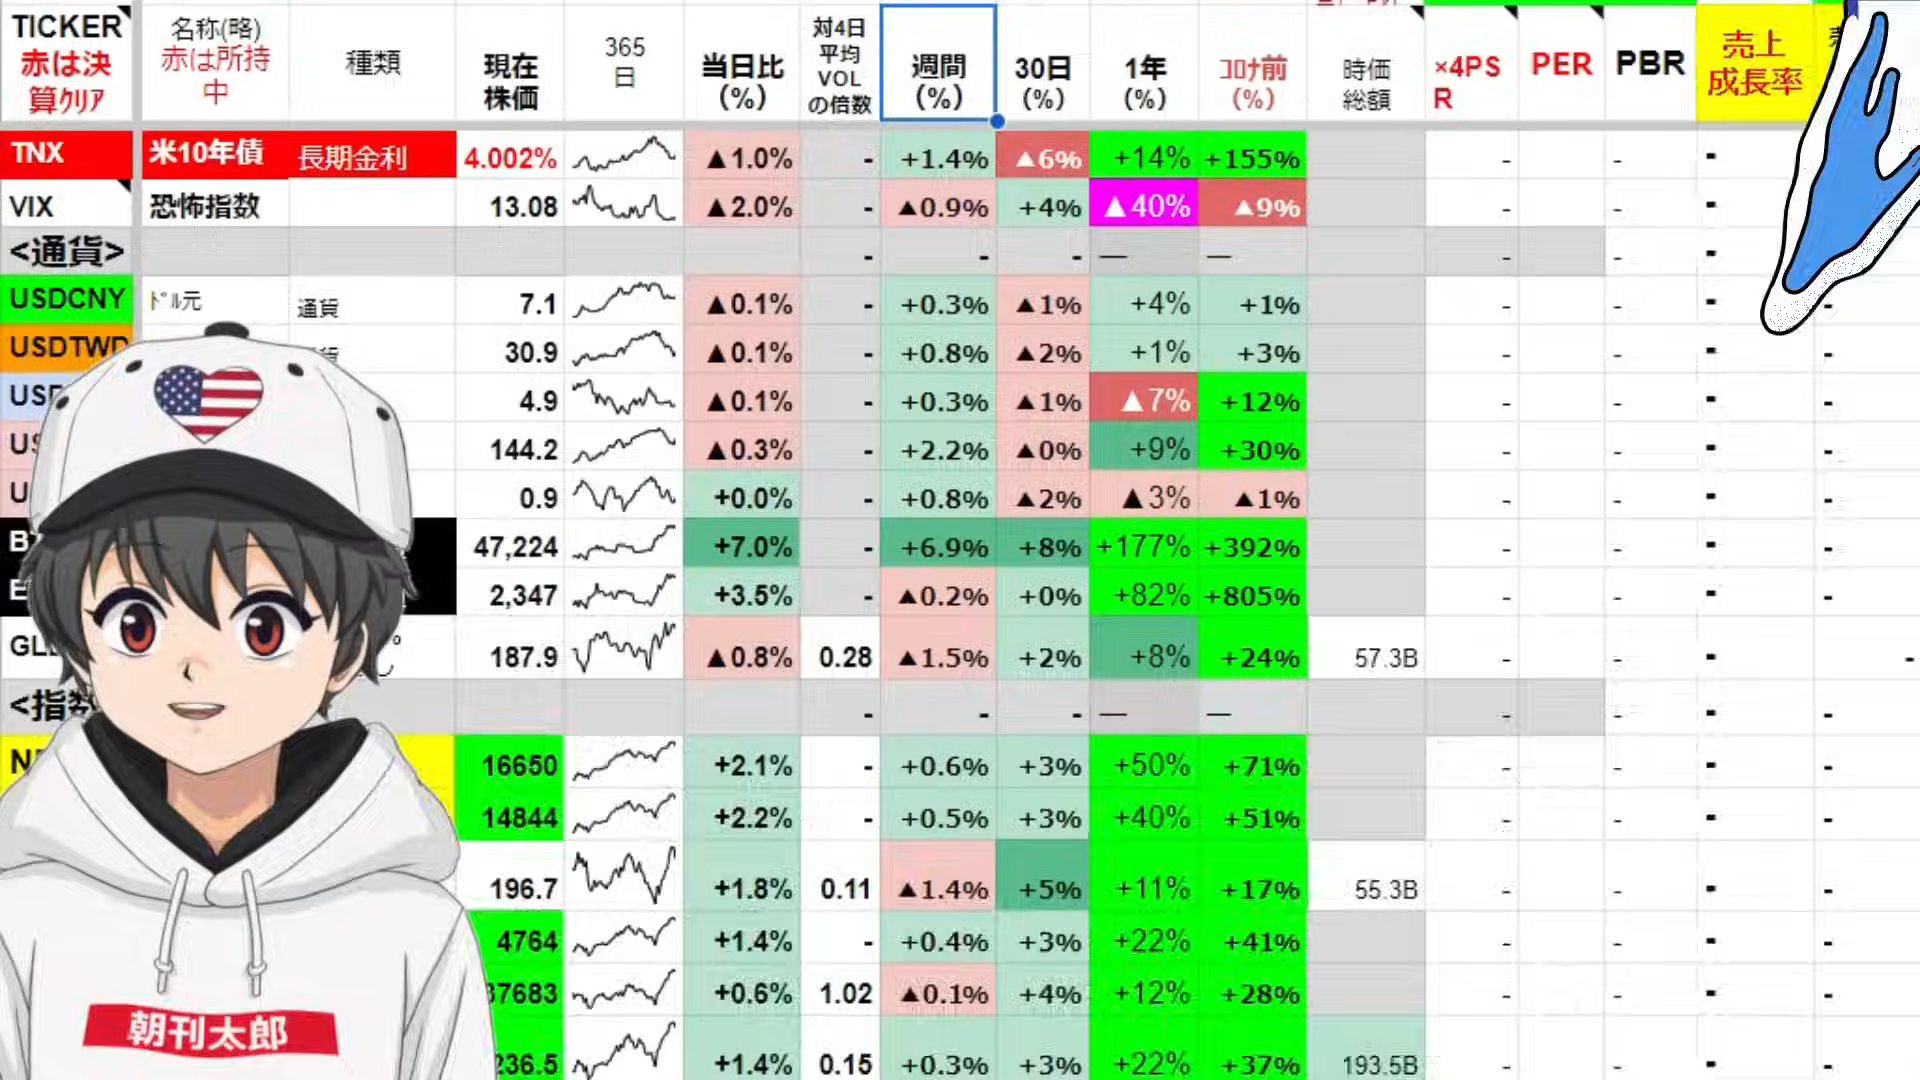 TICKER
赤は決
算ｸﾘｱ
名称(略)
赤は所持
中
種類
現在
株価
365
日
当日比
(%)
対4日
平均
VOL
の倍数
週間
(%)
30日
(%)
1年
(%)
ｺﾛﾅ前
(%)
時価
総額
×4PS
R
PER
PBR
売上
成長率
TNX 米10年債 長期金利 4.002% ▲1.0% - +1.4% ▲6% +14% +155% - - -
VIX 恐怖指数 13.08 ▲2.0% - ▲0.9% +4% ▲40% ▲9% - - -
<通貨> - - - — — - - -
USDCNY ﾄﾞﾙ元 通貨 7.1 ▲0.1% - +0.3% ▲1% +4% +1% - - - -
USDTWD 貨 30.9 ▲0.1% - +0.8% ▲2% +1% +3% - - - -
USD 4.9 ▲0.1% - +0.3% ▲1% ▲7% +12% - - - -
US 144.2 ▲0.3% - +2.2% ▲0% +9% +30% - - - -
U 0.9 +0.0% - +0.8% ▲2% ▲3% ▲1% - - - -
B 47,224 +7.0% - +6.9% +8% +177% +392% - - - -
E 2,347 +3.5% - ▲0.2% +0% +82% +805% - - - -
GL 187.9 ▲0.8% 0.28 ▲1.5% +2% +8% +24% 57.3B - - - -
<指数 - - - — — - - - -
N 16650 +2.1% - +0.6% +3% +50% +71% - - - -
14844 +2.2% - +0.5% +3% +40% +51% - - - -
196.7 +1.8% 0.11 ▲1.4% +5% +11% +17% 55.3B - - - -
4764 +1.4% - +0.4% +3% +22% +41% - - - -
37683 +0.6% 1.02 ▲0.1% +4% +12% +28% - - - -
236.5 +1.4% 0.15 +0.3% +3% +22% +37% 193.5B - - - -
朝刊太郎